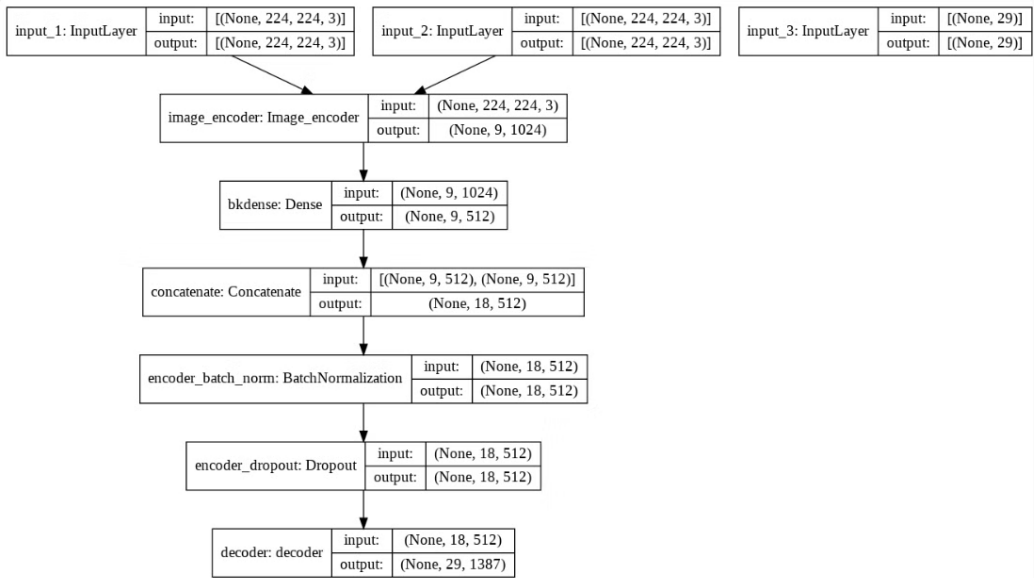 input_1: InputLayer input: [(None, 224, 224, 3)]
output: [(None, 224, 224, 3)]
input_2: InputLayer input: [(None, 224, 224, 3)]
output: [(None, 224, 224, 3)]
input_3: InputLayer input: [(None, 29)]
output: [(None, 29)]
image_encoder: Image_encoder input: (None, 224, 224, 3)
output: (None, 9, 1024)
bkdense: Dense input: (None, 9, 1024)
output: (None, 9, 512)
concatenate: Concatenate input: [(None, 9, 512), (None, 9, 512)]
output: (None, 18, 512)
encoder_batch_norm: BatchNormalization input: (None, 18, 512)
output: (None, 18, 512)
encoder_dropout: Dropout input: (None, 18, 512)
output: (None, 18, 512)
decoder: decoder input: (None, 18, 512)
output: (None, 29, 1387)